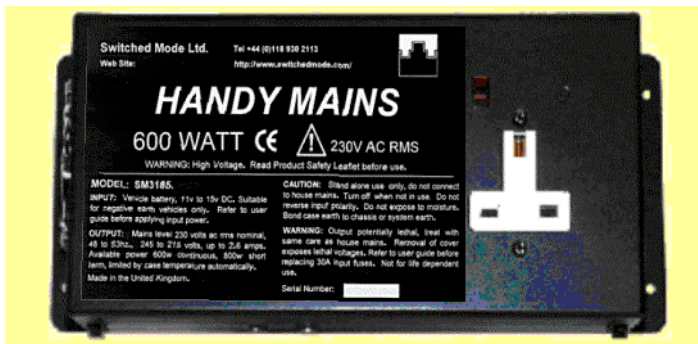 Switched Mode Ltd. Tel +44 (0)118 930 2113
Web Site: http://www.switchedmode.com/
HANDY MAINS
600 WATT CE 230V AC RMS
WARNING: High Voltage. Read Product Safety Leaflet before use.
MODEL: SM3185.
INPUT: Vehicle battery, 11v to 15v DC. Suitable
for negative earth vehicles only. Refer to user
guide before applying input power.
OUTPUT: : Mains level 230 volts ac rms nominal,
48 to 53hz., 245 to 215 volts, up to 2.6 amps.
Available power 600w continuous, 800w short
term, limited by case temperature automatically.
Made in the United Kingdom.
CAUTION: Stand alone use only, do not connect
to house mains. Turn off when not in use. Do not
reverse input polarity. Do not expose to moisture.
Bond case earth to chassis or system earth.
WARNING: Output potentially lethal, treat with
same care as house mains. Removal of cover
exposes lethal voltages. Refer to user guide before
replacing 30A input fuses. Not for life dependent
use.
Serial Number: